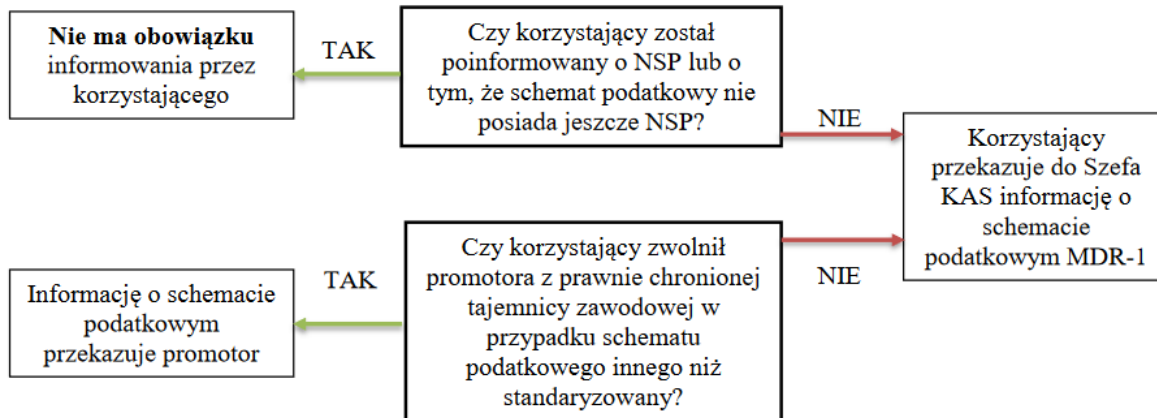 Nie ma obowiązku
informowania przez
korzystającego
TAK
Czy korzystający został
poinformowany o NSP lub o
tym, że schemat podatkowy nie
posiada jeszcze NSP?
NIE
Korzystający
przekazuje do Szefa
KAS informację o
schemacie
podatkowym MDR-1
Informację o schemacie
podatkowym
przekazuje promotor
TAK
Czy korzystający zwolnił
promotora z prawnie chronionej
tajemnicy zawodowej w
przypadku schematu
podatkowego innego niż
standaryzowany?
NIE